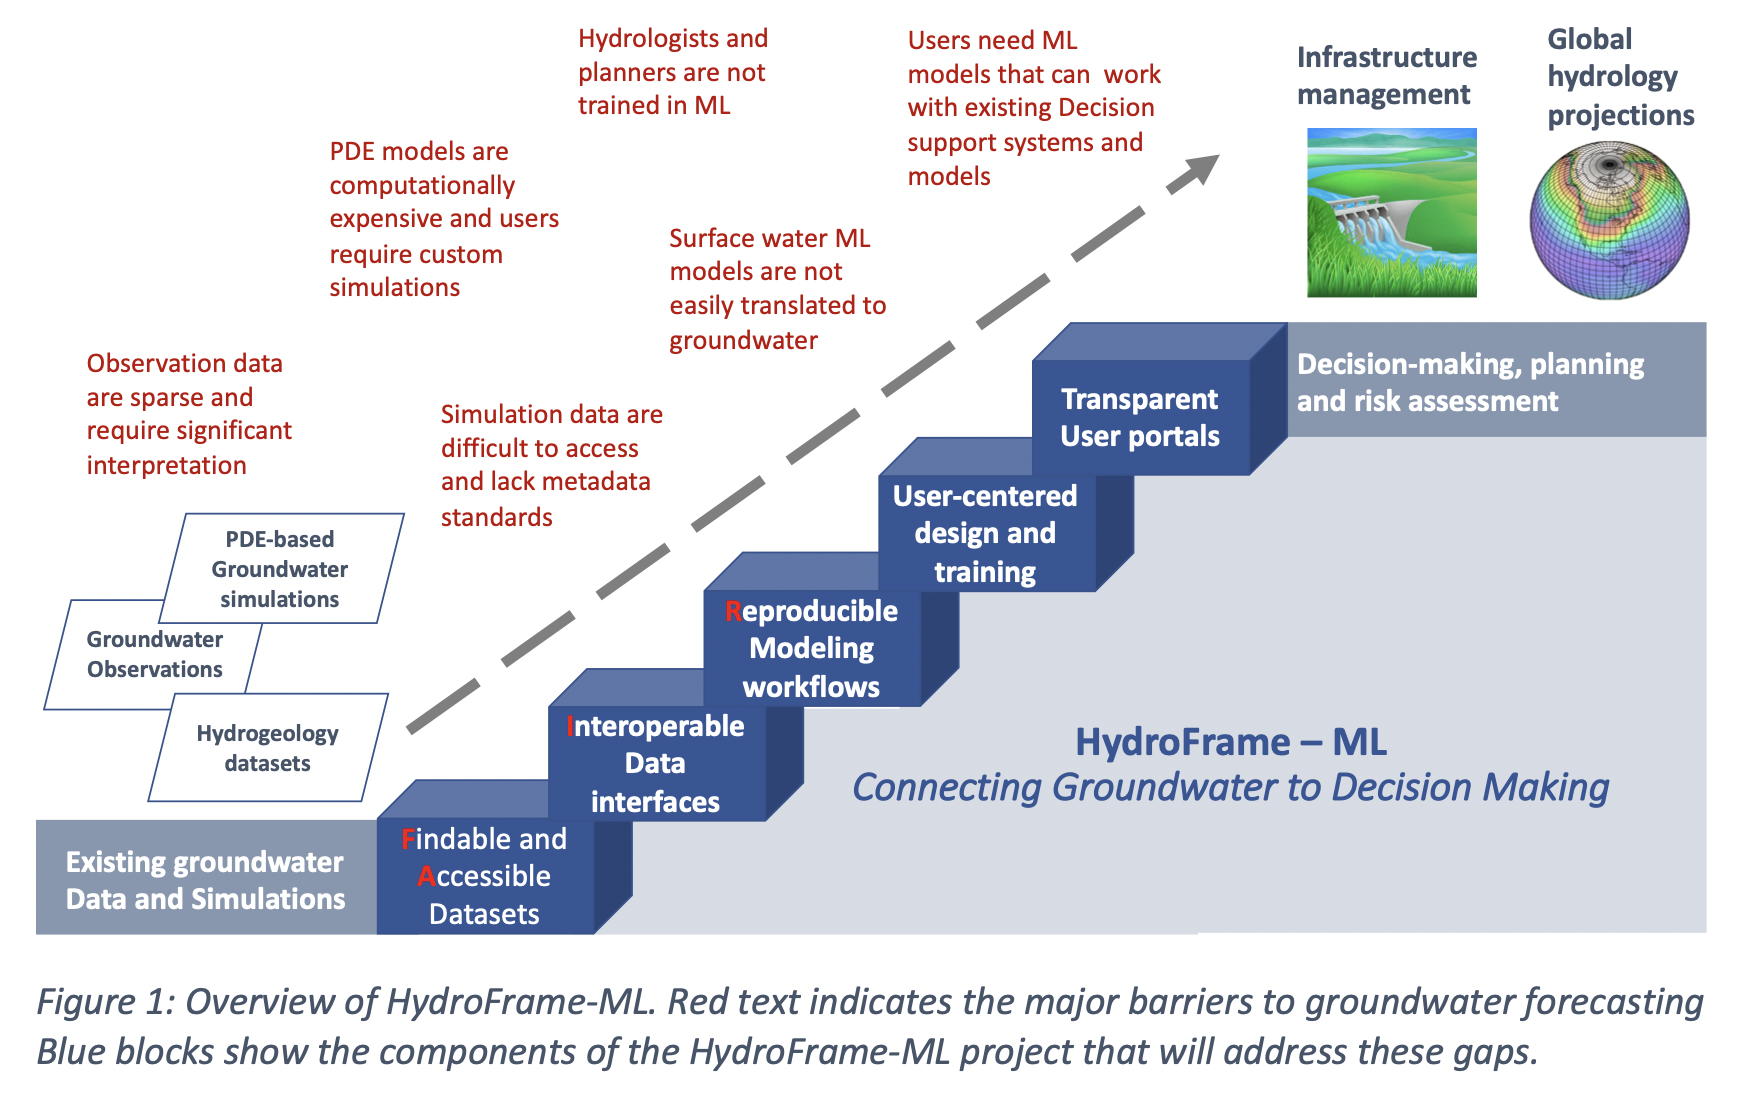 Hydrologists and
planners are not
trained in ML
Users need ML
models that can work
with existing Decision
support systems and
models
Infrastructure
management
Global
hydrology
projections
PDE models are
computationally
expensive and users
require custom
simulations
Surface water ML
models are not
easily translated to
groundwater
Observation data
are sparse and
require significant
interpretation
Simulation data are
difficult to access
and lack metadata
standards
PDE-based
Groundwater
simulations
Groundwater
Observations
Hydrogeology
datasets
Existing groundwater
Data and Simulations
Findable and
Accessible
Datasets
Interoperable
Data
interfaces
Reproducible
Modeling
workflows
User-centered
design and
training
Transparent
User portals
Decision-making, planning
and risk assessment
HydroFrame – ML
Connecting Groundwater to Decision Making
Figure 1: Overview of HydroFrame-ML. Red text indicates the major barriers to groundwater forecasting
Blue blocks show the components of the HydroFrame-ML project that will address these gaps.